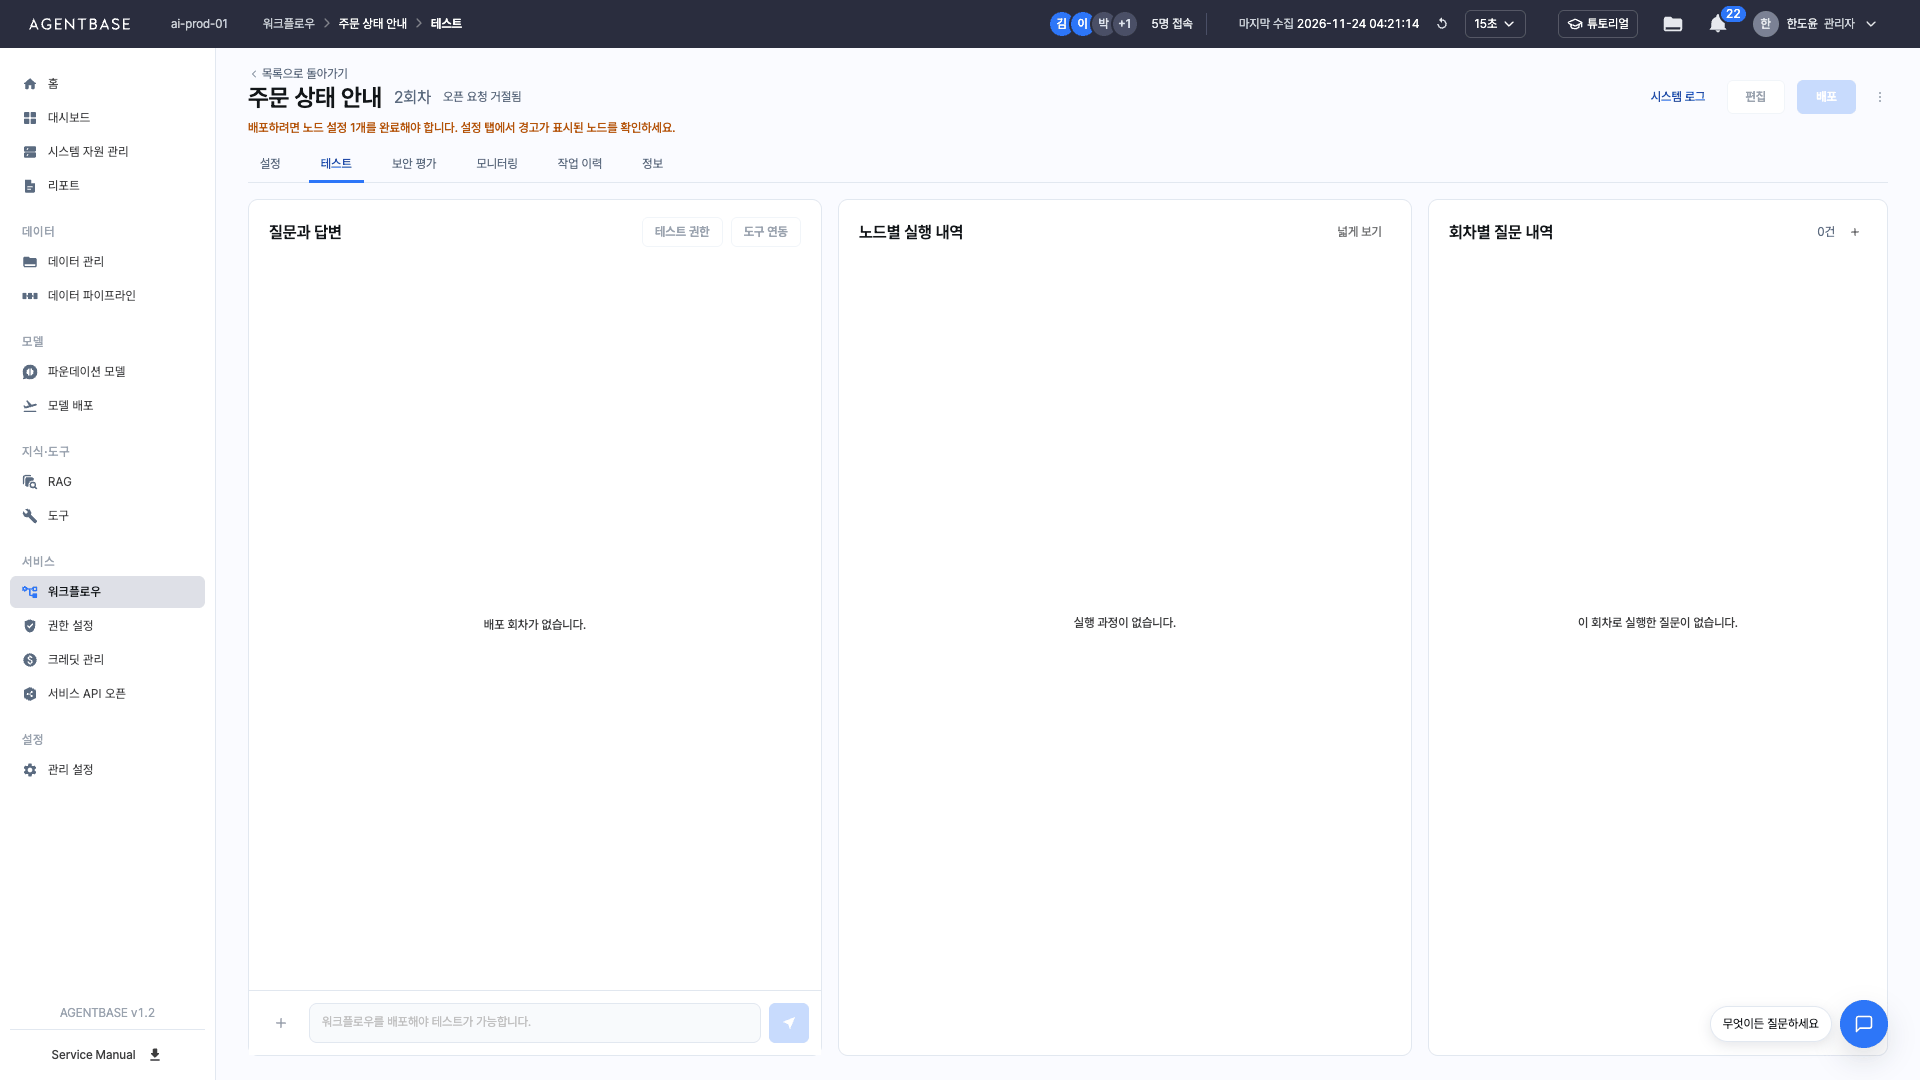 AGENTBASE
ai-prod-01
워크플로우 > 주문 상태 안내 > 테스트
김 이 박 +1 5명 접속
마지막 수집 2026-11-24 04:21:14
15초
튜토리얼
22
한 한도윤 관리자
홈
대시보드
시스템 자원 관리
리포트
데이터
데이터 관리
데이터 파이프라인
모델
파운데이션 모델
모델 배포
지식·도구
RAG
도구
서비스
워크플로우
권한 설정
크레딧 관리
서비스 API 오픈
설정
관리 설정
AGENTBASE v1.2
Service Manual
목록으로 돌아가기
주문 상태 안내 2회차 오픈 요청 거절됨
시스템 로그 편집 배포
배포하려면 노드 설정 1개를 완료해야 합니다. 설정 탭에서 경고가 표시된 노드를 확인하세요.
설정 테스트 보안 평가 모니터링 작업 이력 정보
질문과 답변 테스트 권한 도구 연동
배포 회차가 없습니다.
워크플로우를 배포해야 테스트가 가능합니다.
노드별 실행 내역 넓게 보기
실행 과정이 없습니다.
회차별 질문 내역 0건 +
이 회차로 실행한 질문이 없습니다.
무엇이든 질문하세요